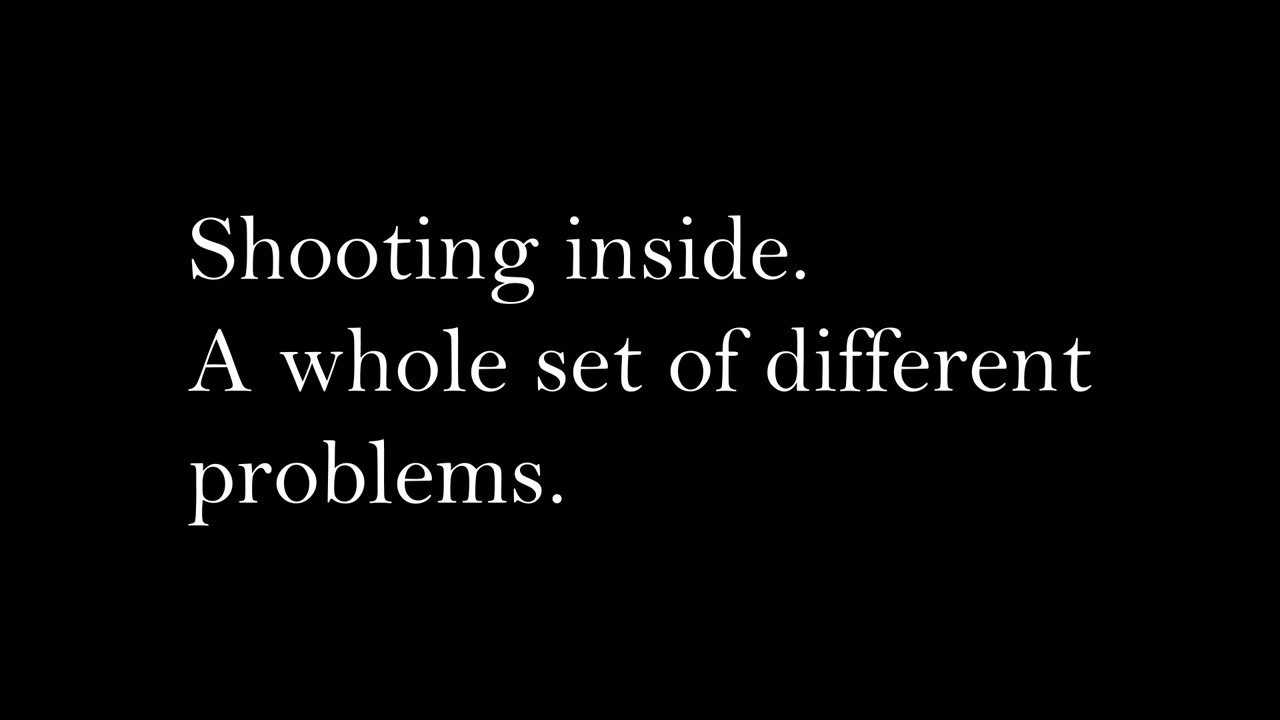 Shooting inside.
A whole set of different
problems.